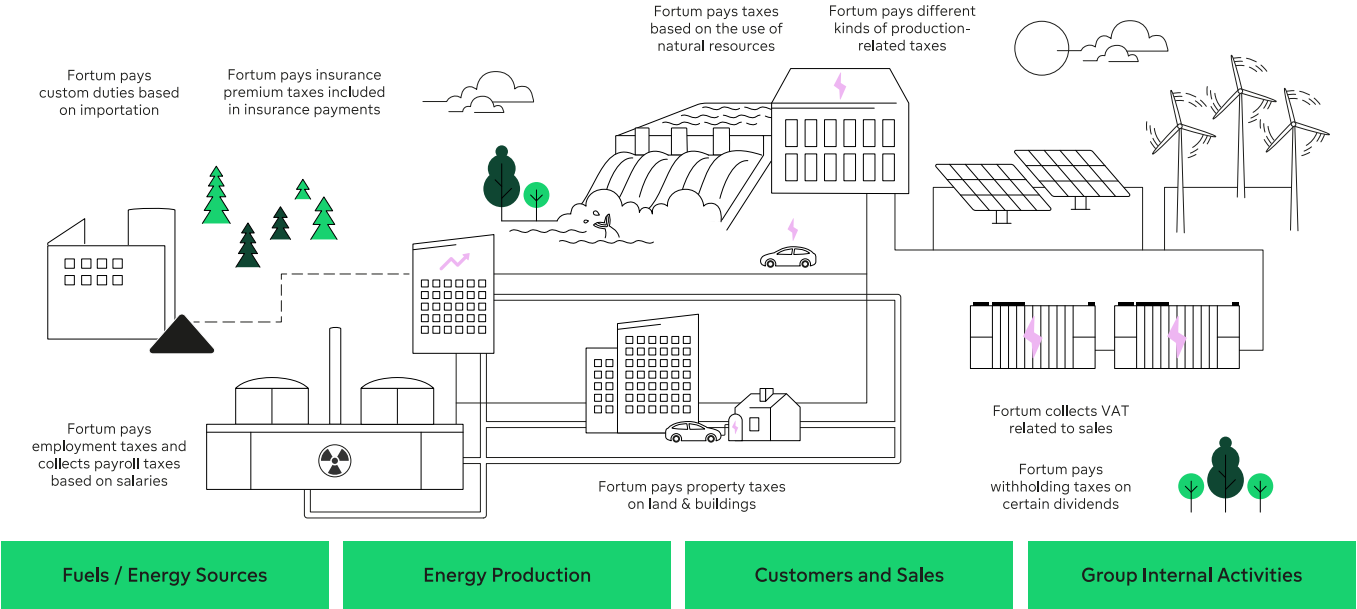 Fortum pays taxes
based on the use of
natural resources
Fortum pays different
kinds of production-
related taxes
Fortum pays
custom duties based
on importation
Fortum pays insurance
premium taxes included
in insurance payments
Fortum pays
employment taxes and
collects payroll taxes
based on salaries
Fortum pays property taxes
on land & buildings
Fortum collects VAT
related to sales
Fortum pays
withholding taxes on
certain dividends
Fuels / Energy Sources
Energy Production
Customers and Sales
Group Internal Activities